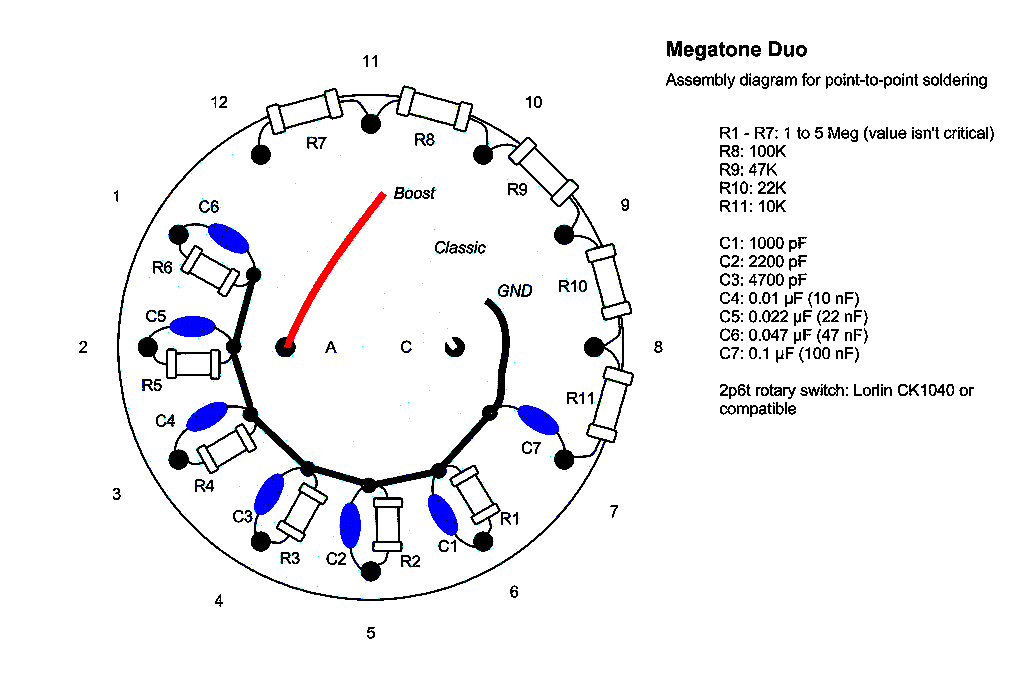 Megatone Duo
Assembly diagram for point-to-point soldering
R1 - R7: 1 to 5 Meg (value isn't critical)
R8: 100K
R9: 47K
R10: 22K
R11: 10K
C1: 1000 pF
C2: 2200 pF
C3: 4700 pF
C4: 0.01 µF (10 nF)
C5: 0.022 µF (22 nF)
C6: 0.047 µF (47 nF)
C7: 0.1 µF (100 nF)
2p6t rotary switch: Lorlin CK1040 or
compatible
11
12
10
R7
R8
R9
1
Boost
9
C6
Classic
R6
R10
GND
C5
2
A
C
8
R5
R11
C4
C7
R4
3
C3
R1
7
R3
C2
R2
C1
4
6
5